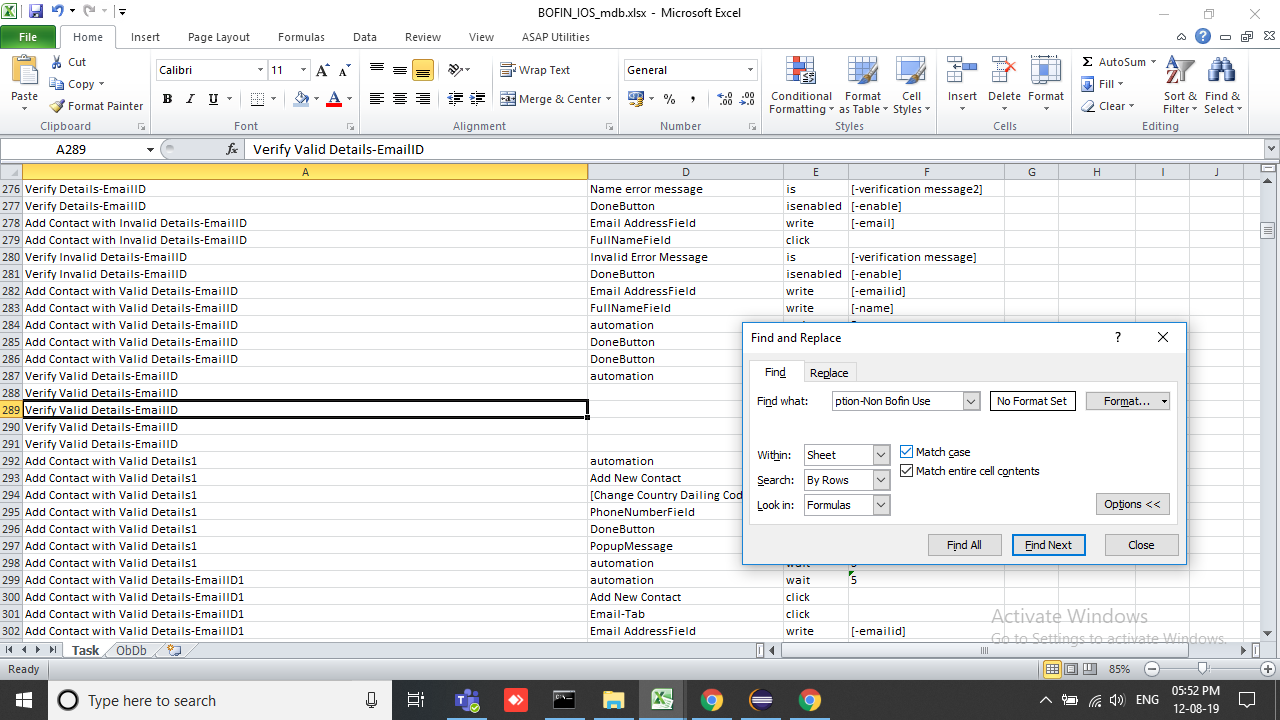 BOFIN_IOS_mdb.xlsx - Microsoft Excel
File Home Insert Page Layout Formulas Data Review View ASAP Utilities
Paste Cut Copy Format Painter Clipboard
Calibri 11 B I U Font
Wrap Text Merge & Center Alignment
General % , Number
Conditional Formatting Format as Table Cell Styles Styles
Insert Delete Format Cells
Σ AutoSum Fill Clear Sort & Filter Find & Select Editing
A289 fx Verify Valid Details-EmailID
A D E F G H I J
276 Verify Details-EmailID Name error message is [-verification message2]
277 Verify Details-EmailID DoneButton isenabled [-enable]
278 Add Contact with Invalid Details-EmailID Email AddressField write [-email]
279 Add Contact with Invalid Details-EmailID FullNameField click
280 Verify Invalid Details-EmailID Invalid Error Message is [-verification message]
281 Verify Invalid Details-EmailID DoneButton isenabled [-enable]
282 Add Contact with Valid Details-EmailID Email AddressField write [-emailid]
283 Add Contact with Valid Details-EmailID FullNameField write [-name]
284 Add Contact with Valid Details-EmailID automation
285 Add Contact with Valid Details-EmailID DoneButton
286 Add Contact with Valid Details-EmailID DoneButton
287 Verify Valid Details-EmailID automation
288 Verify Valid Details-EmailID
289 Verify Valid Details-EmailID
290 Verify Valid Details-EmailID
291 Verify Valid Details-EmailID
292 Add Contact with Valid Details1 automation
293 Add Contact with Valid Details1 Add New Contact
294 Add Contact with Valid Details1 [Change Country Dailing Cod
295 Add Contact with Valid Details1 PhoneNumberField
296 Add Contact with Valid Details1 DoneButton
297 Add Contact with Valid Details1 PopupMessage
298 Add Contact with Valid Details1 automation wait
299 Add Contact with Valid Details-EmailID1 automation wait 5
300 Add Contact with Valid Details-EmailID1 Add New Contact click
301 Add Contact with Valid Details-EmailID1 Email-Tab click
302 Add Contact with Valid Details-EmailID1 Email AddressField write [-emailid]
Find and Replace ?
Find Replace
Find what: ption-Non Bofin Use No Format Set Format...
Within: Sheet Match case
Search: By Rows Match entire cell contents
Look in: Formulas Options <<
Find All Find Next Close
Activate Windows
Go to Settings to activate Windows.
Task ObDb
Ready 85%
Type here to search ENG 05:52 PM
12-08-19